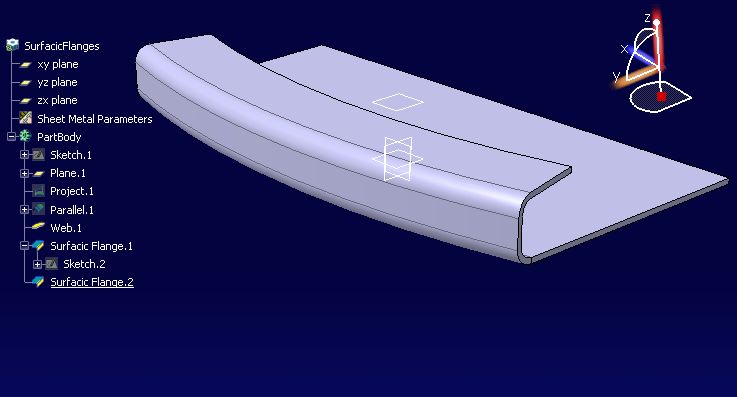 SurfacicFlanges
xy plane
yz plane
zx plane
Sheet Metal Parameters
PartBody
Sketch.1
Plane.1
Project.1
Parallel.1
Web.1
Surfacic Flange.1
Sketch.2
Surfacic Flange.2
z
x
y